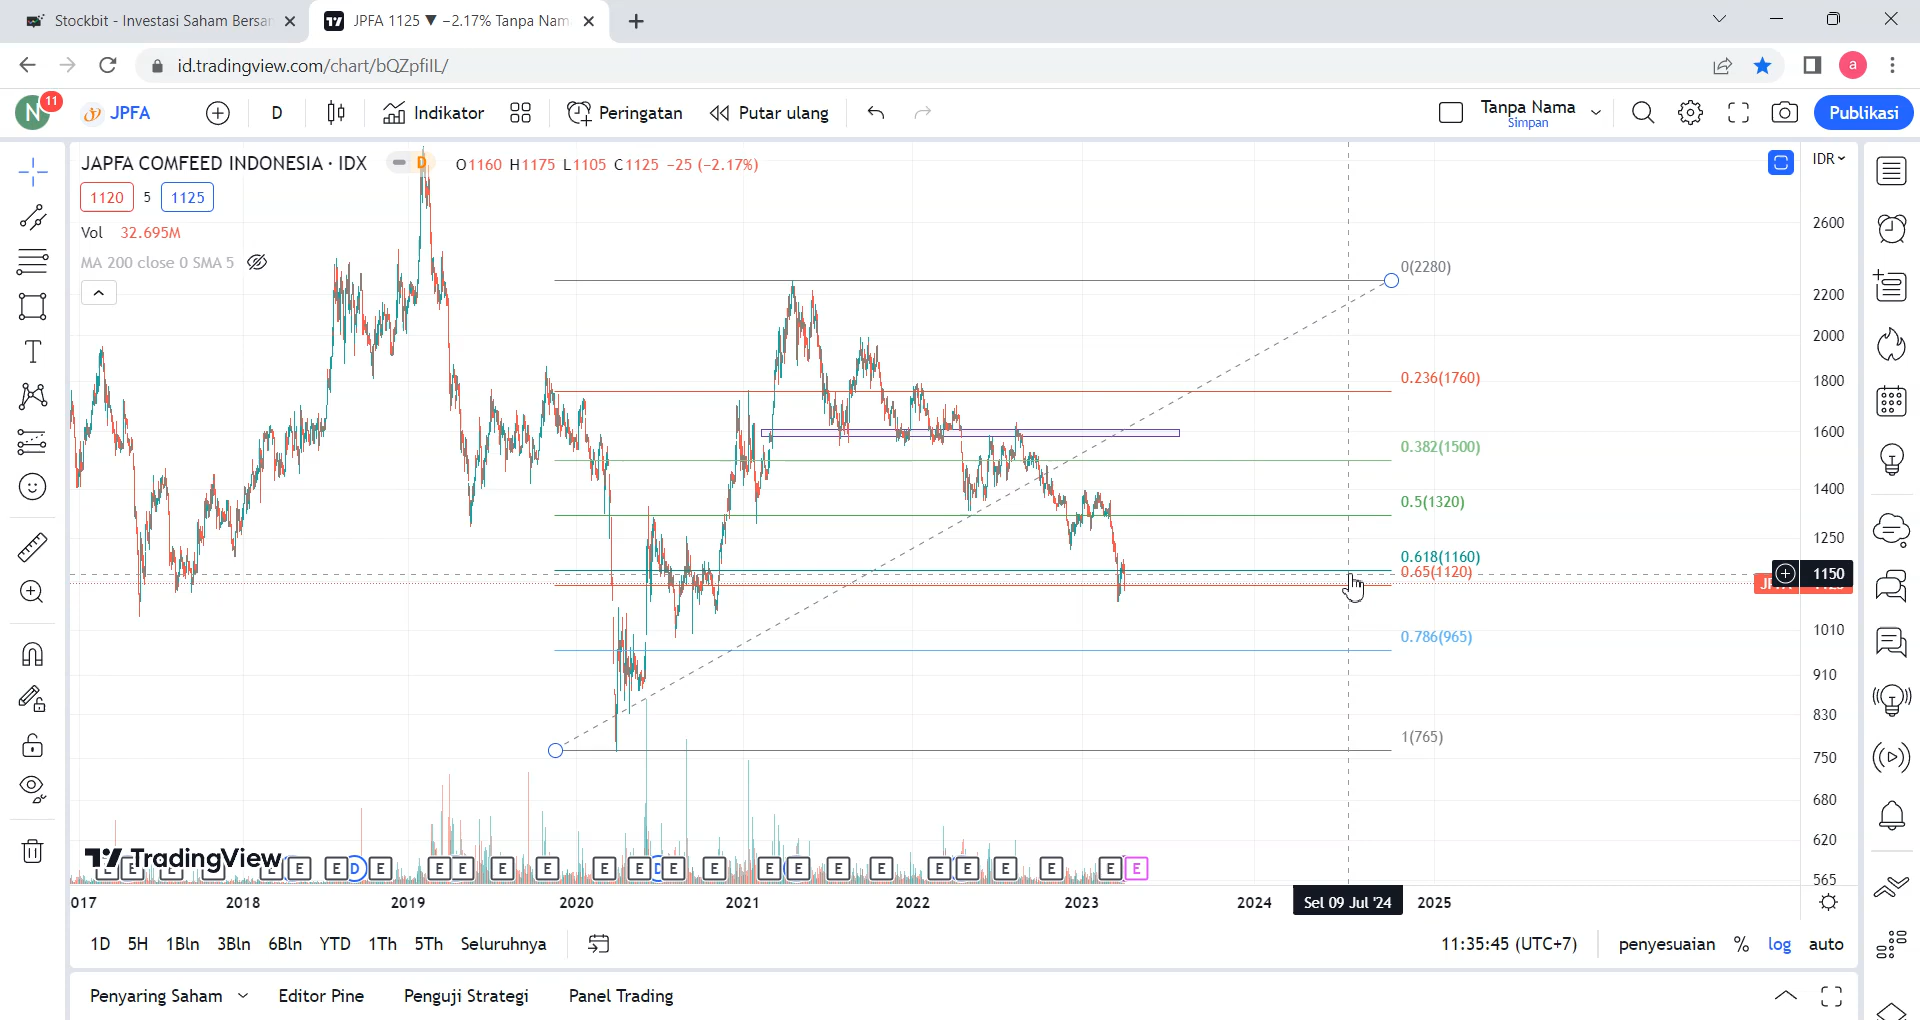 Stockbit - Investasi Saham Bersar
JPFA 1125 ▼ −2.17% Tanpa Nam
id.tradingview.com/chart/bQZpfiIL/
N 11 JPFA D Indikator Peringatan Putar ulang Tanpa Nama Simpan Publikasi
a
JAPFA COMFEED INDONESIA · IDX D O1160 H1175 L1105 C1125 −25 (−2.17%)
IDR
1120 5 1125
Vol 32.695M
MA 200 close 0 SMA 5
2600
2200
2000
1800
1600
1400
1250
1150
1010
910
830
750
680
620
565
0(2280)
0.236(1760)
0.382(1500)
0.5(1320)
0.618(1160)
0.65(1120)
0.786(965)
1(765)
TradingView
E E E D E E E E E E E E E E E E E E E E E E E
2018 2019 2020 2021 2022 2023 2024 Sel 09 Jul '24 2025
1D 5H 1Bln 3Bln 6Bln YTD 1Th 5Th Seluruhnya 11:35:45 (UTC+7) penyesuaian % log auto
Penyaring Saham Editor Pine Penguji Strategi Panel Trading